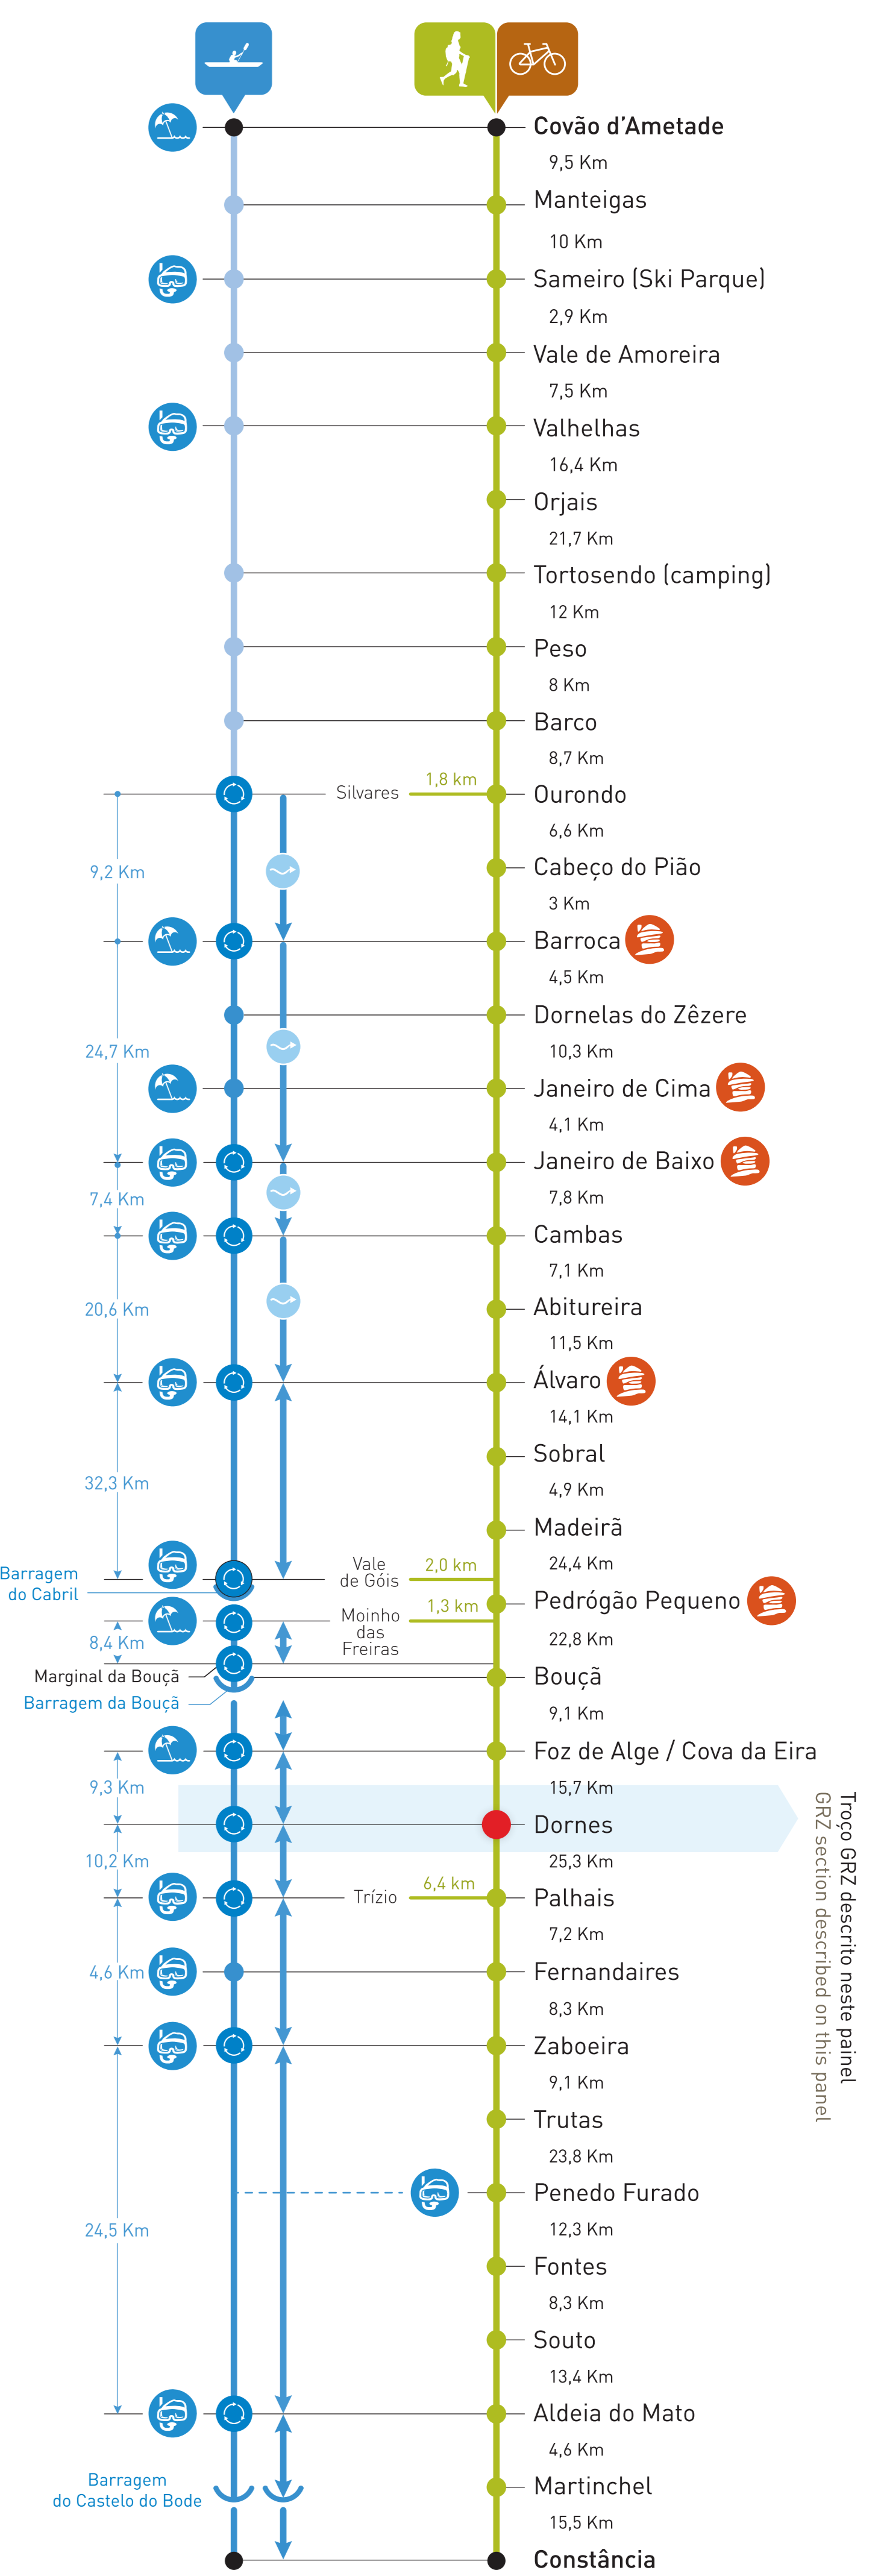 Covão d’Ametade
9,5 Km
Manteigas
10 Km
Sameiro (Ski Parque)
2,9 Km
Vale de Amoreira
7,5 Km
Valhelhas
16,4 Km
Orjais
21,7 Km
Tortosendo (camping)
12 Km
Peso
8 Km
Barco
8,7 Km
Silvares
1,8 km
Ourondo
6,6 Km
9,2 Km
Cabeço do Pião
3 Km
Barroca
4,5 Km
Dornelas do Zêzere
24,7 Km
10,3 Km
Janeiro de Cima
4,1 Km
Janeiro de Baixo
7,4 Km
7,8 Km
Cambas
7,1 Km
20,6 Km
Abitureira
11,5 Km
Álvaro
14,1 Km
Sobral
32,3 Km
4,9 Km
Madeirã
24,4 Km
Barragem
do Cabril
Vale
de Góis
2,0 km
Pedrógão Pequeno
Moinho
das
Freiras
1,3 km
8,4 Km
22,8 Km
Marginal da Bouçã
Barragem da Bouçã
Bouçã
9,1 Km
Foz de Alge / Cova da Eira
9,3 Km
15,7 Km
Dornes
10,2 Km
25,3 Km
Trízio
6,4 km
Palhais
7,2 Km
4,6 Km
Fernandaires
8,3 Km
Zaboeira
9,1 Km
Trutas
23,8 Km
Penedo Furado
24,5 Km
12,3 Km
Fontes
8,3 Km
Souto
13,4 Km
Aldeia do Mato
4,6 Km
Barragem
do Castelo do Bode
Martinchel
15,5 Km
Constância
Troço GRZ descrito neste painel
GRZ section described on this panel